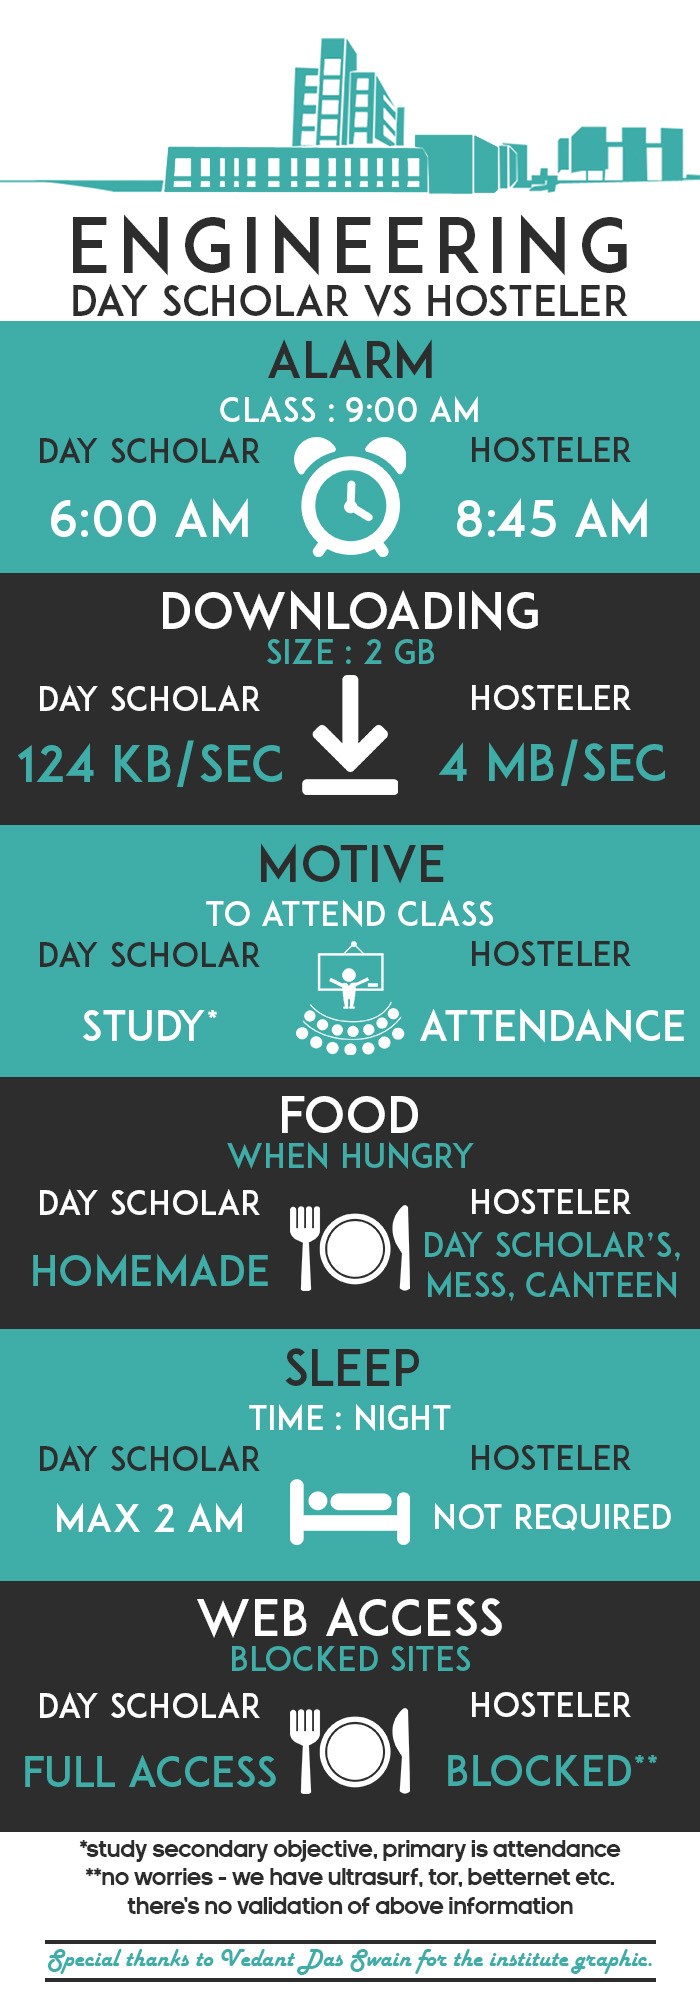 ENGINEERING
DAY SCHOLAR VS HOSTELER
ALARM
CLASS : 9:00 AM
DAY SCHOLAR
HOSTELER
6:00 AM
8:45 AM
DOWNLOADING
SIZE : 2 GB
DAY SCHOLAR
HOSTELER
124 KB/SEC
4 MB/SEC
MOTIVE
TO ATTEND CLASS
DAY SCHOLAR
HOSTELER
STUDY*
ATTENDANCE
FOOD
WHEN HUNGRY
DAY SCHOLAR
HOSTELER
HOMEMADE
DAY SCHOLAR'S,
MESS, CANTEEN
SLEEP
TIME : NIGHT
DAY SCHOLAR
HOSTELER
MAX 2 AM
NOT REQUIRED
WEB ACCESS
BLOCKED SITES
DAY SCHOLAR
HOSTELER
FULL ACCESS
BLOCKED**
*study secondary objective, primary is attendance
**no worries - we have ultrasurf, tor, betternet etc.
there's no validation of above information
Special thanks to Vedant Das Swain for the institute graphic.